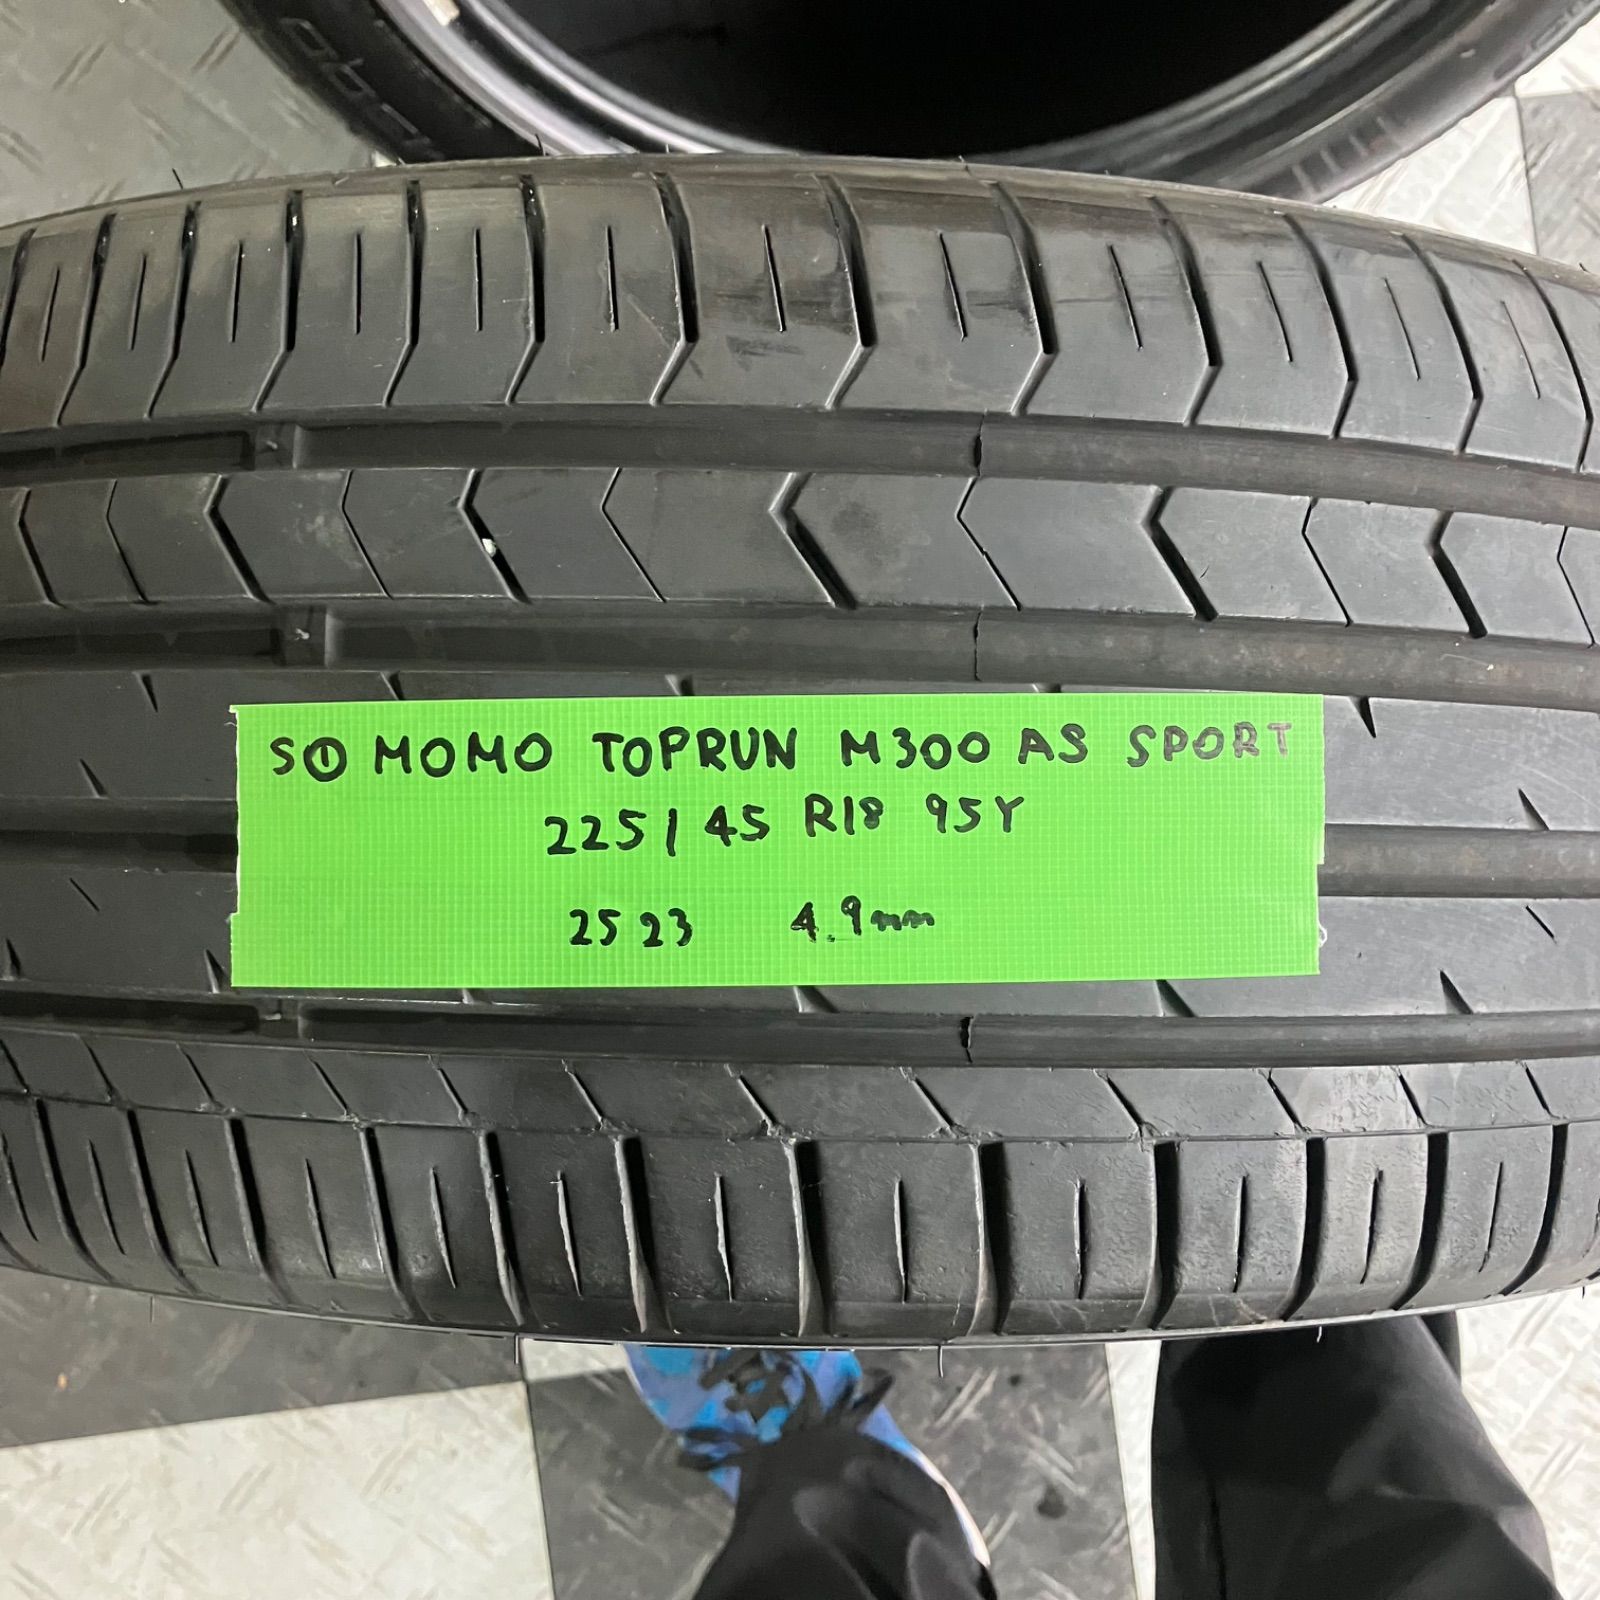 S① MOMO TOPRUN M300 AS SPORT
225/45 R18 95Y
2523 4.9mm